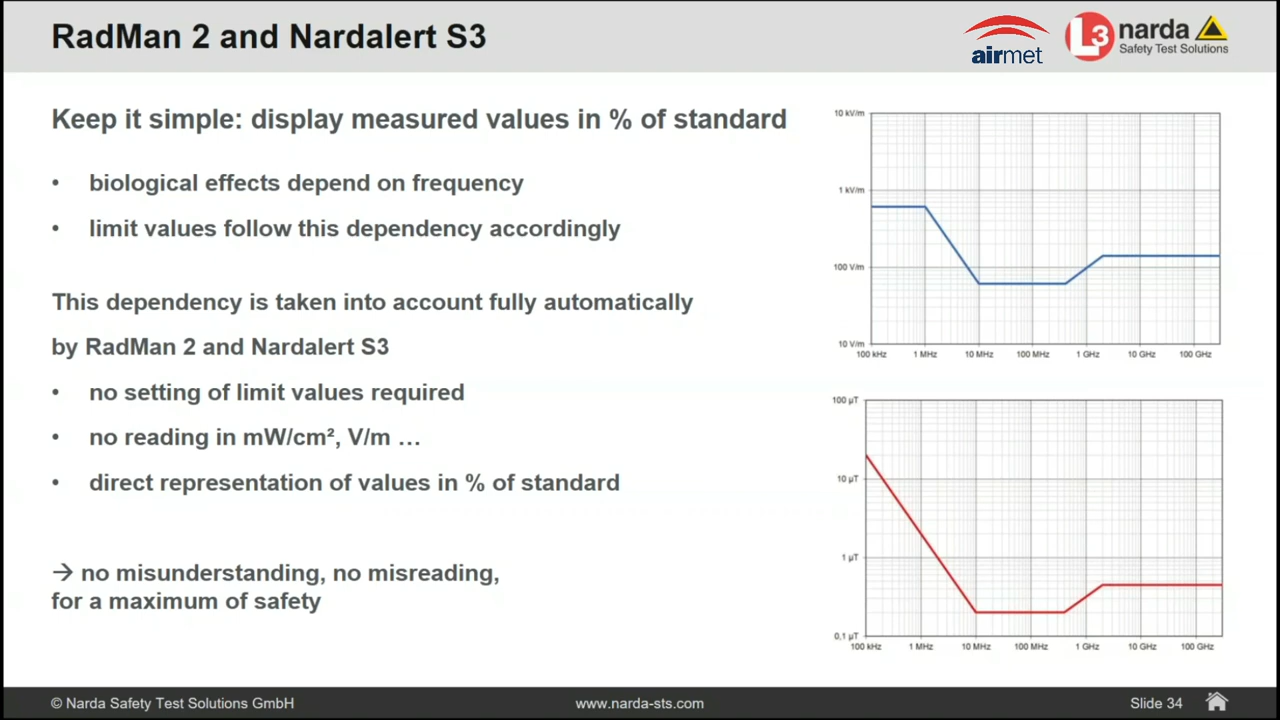 RadMan 2 and Nardalert S3
airmet
L3
narda
Safety Test Solutions
Keep it simple: display measured values in % of standard
• biological effects depend on frequency
• limit values follow this dependency accordingly
This dependency is taken into account fully automatically
by RadMan 2 and Nardalert S3
• no setting of limit values required
• no reading in mW/cm², V/m …
• direct representation of values in % of standard
→ no misunderstanding, no misreading,
for a maximum of safety
10 kV/m
1 kV/m
100 V/m
10 V/m
100 kHz 1 MHz 10 MHz 100 MHz 1 GHz 10 GHz 100 GHz
100 µT
10 µT
1 µT
0,1 µT
100 kHz 1 MHz 10 MHz 100 MHz 1 GHz 10 GHz 100 GHz
© Narda Safety Test Solutions GmbH
www.narda-sts.com
Slide 34